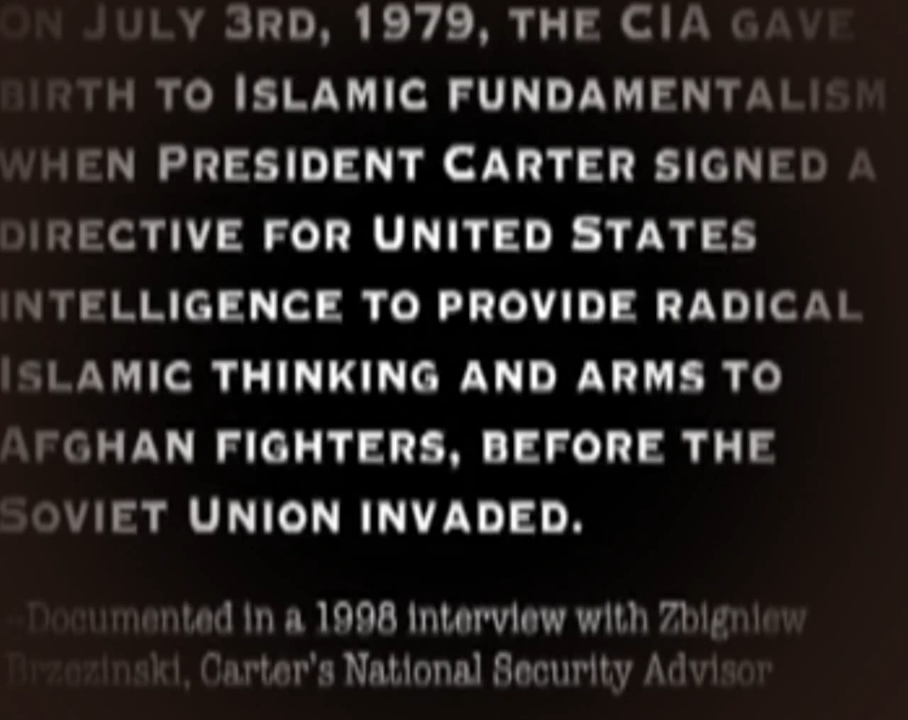 On July 3rd, 1979, the CIA gave
birth to Islamic fundamentalism
when President Carter signed a
directive for United States
intelligence to provide radical
Islamic thinking and arms to
Afghan fighters, before the
Soviet Union invaded.
-Documented in a 1998 interview with Zbigniew
Brzezinski, Carter's National Security Advisor